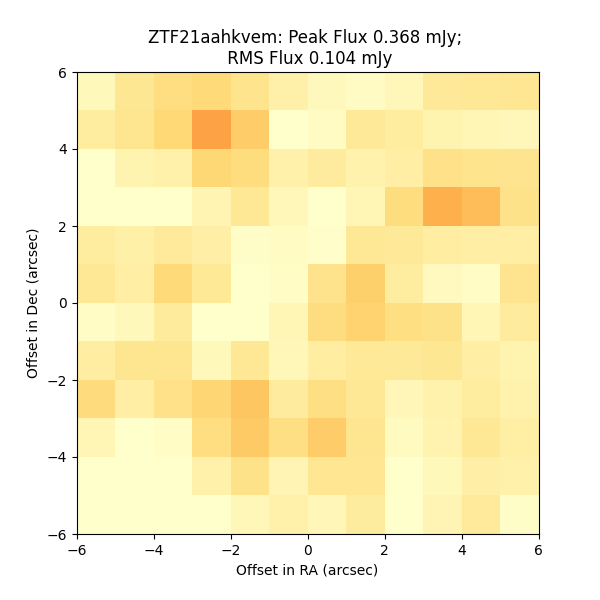 ZTF21aahkvem: Peak Flux 0.368 mJy;
RMS Flux 0.104 mJy
6
4
2
0
−2
−4
−6
Offset in Dec (arcsec)
−6 −4 −2 0 2 4 6
Offset in RA (arcsec)